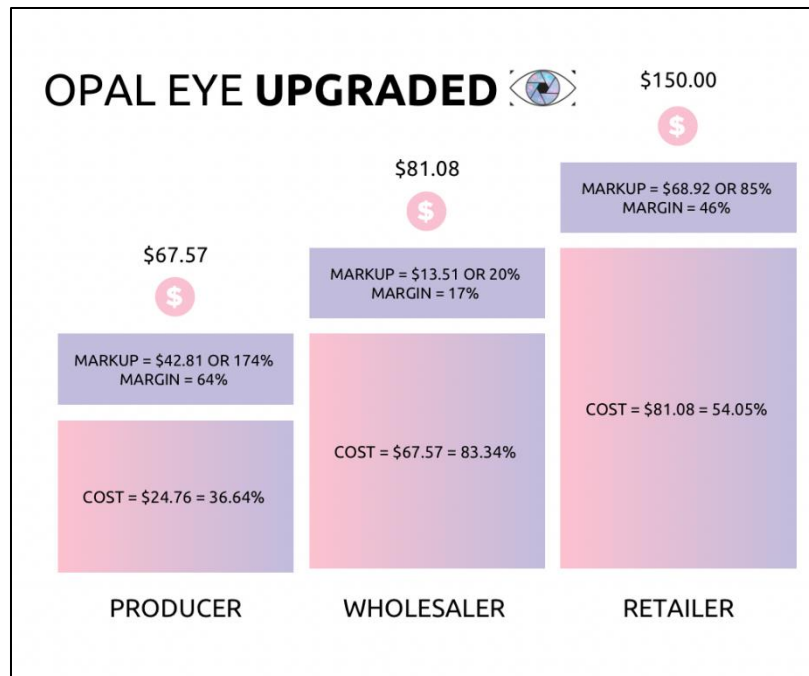 OPAL EYE UPGRADED
$150.00
$
MARKUP = $68.92 OR 85%
MARGIN = 46%
$81.08
$
MARKUP = $13.51 OR 20%
MARGIN = 17%
$67.57
$
MARKUP = $42.81 OR 174%
MARGIN = 64%
COST = $24.76 = 36.64%
COST = $67.57 = 83.34%
COST = $81.08 = 54.05%
PRODUCER
WHOLESALER
RETAILER